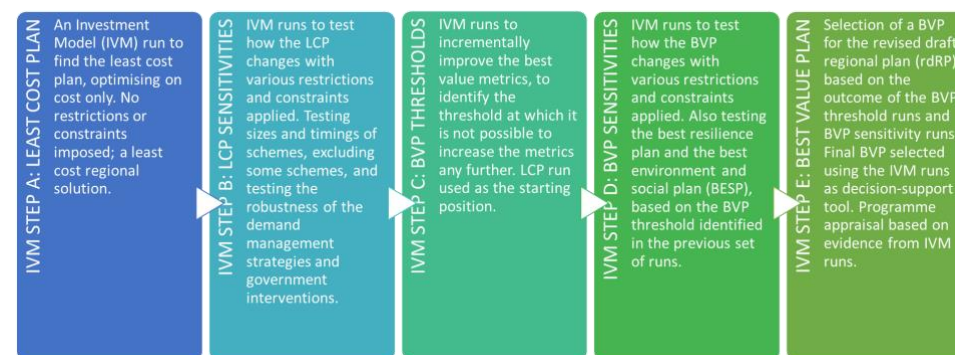 IVM STEP A: LEAST COST PLAN
An Investment
Model (IVM) run to
find the least cost
plan, optimising on
cost only. No
restrictions or
constraints
imposed; a least
cost regional
solution.
IVM STEP B: LCP SENSITIVITIES
IVM runs to test
how the LCP
changes with
various restrictions
and constraints
applied. Testing
sizes and timings of
schemes, excluding
some schemes, and
testing the
robustness of the
demand
management
strategies and
government
interventions.
IVM STEP C: BVP THRESHOLDS
IVM runs to
incrementally
improve the best
value metrics, to
identify the
threshold at which it
is not possible to
increase the metrics
any further. LCP run
used as the starting
position.
IVM STEP D: BVP SENSITIVITIES
IVM runs to test
how the BVP
changes with
various restrictions
and constraints
applied. Also testing
the best resilience
plan and the best
environment and
social plan (BESP),
based on the BVP
threshold identified
in the previous set
of runs.
IVM STEP E: BEST VALUE PLAN
Selection of a BVP
for the revised draft
regional plan (rdRP)
based on the
outcome of the BVP
threshold runs and
BVP sensitivity runs
Final BVP selected
using the IVM runs
as decision-support
tool. Programme
appraisal based on
evidence from IVM
runs.